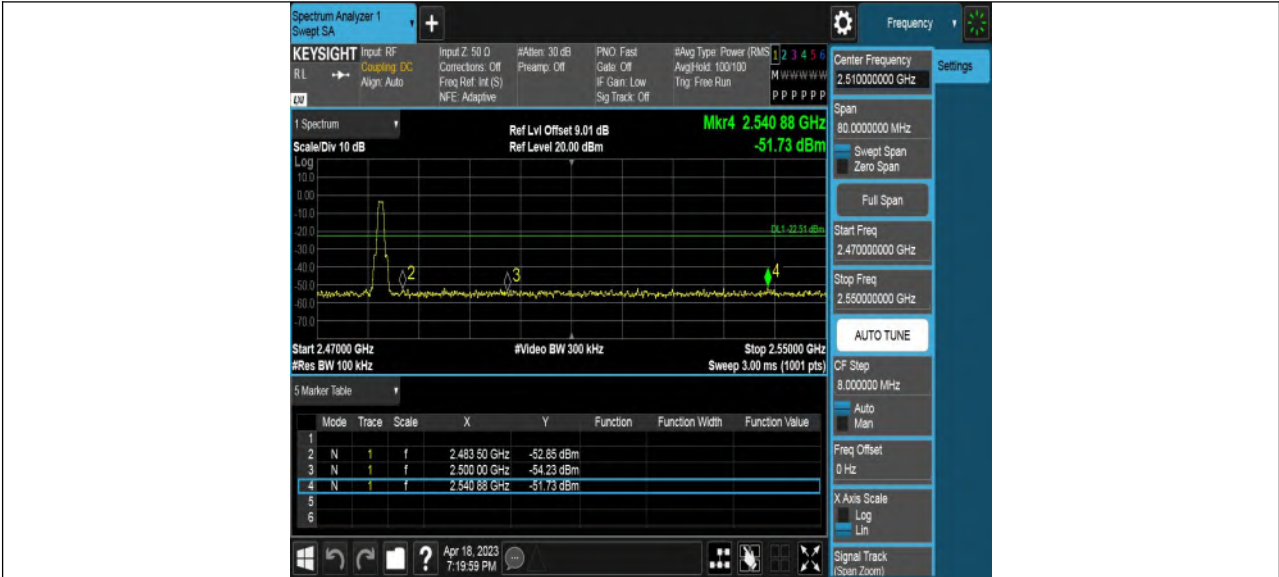 Spectrum Analyzer 1
Swept SA
+
Frequency
KEYSIGHT
RL
LXI
Input: RF
Coupling: DC
Align: Auto
Input Z: 50 Ω
Corrections: Off
Freq Ref: Int (S)
NFE: Adaptive
#Atten: 30 dB
Preamp: Off
PNO: Fast
Gate: Off
IF Gain: Low
Sig Track: Off
#Avg Type: Power (RMS
Avg|Hold: 100/100
Trig: Free Run
1 2 3 4 5 6
M W W W W W
P P P P P P
1 Spectrum
Scale/Div 10 dB
Ref Lvl Offset 9.01 dB
Ref Level 20.00 dBm
Mkr4 2.540 88 GHz
-51.73 dBm
Log
10.0
0.00
-10.0
-20.0
-30.0
-40.0
-50.0
-60.0
-70.0
DL1 -22.51 dBm
2
3
4
Start 2.47000 GHz
#Res BW 100 kHz
#Video BW 300 kHz
Stop 2.55000 GHz
Sweep 3.00 ms (1001 pts)
5 Marker Table
Mode Trace Scale X Y Function Function Width Function Value
1
2 N 1 f 2.483 50 GHz -52.85 dBm
3 N 1 f 2.500 00 GHz -54.23 dBm
4 N 1 f 2.540 88 GHz -51.73 dBm
5
6
?
Apr 18, 2023
7:19:59 PM
Center Frequency
2.510000000 GHz
Settings
Span
80.0000000 MHz
Swept Span
Zero Span
Full Span
Start Freq
2.470000000 GHz
Stop Freq
2.550000000 GHz
AUTO TUNE
CF Step
8.000000 MHz
Auto
Man
Freq Offset
0 Hz
X Axis Scale
Log
Lin
Signal Track
(Span Zoom)